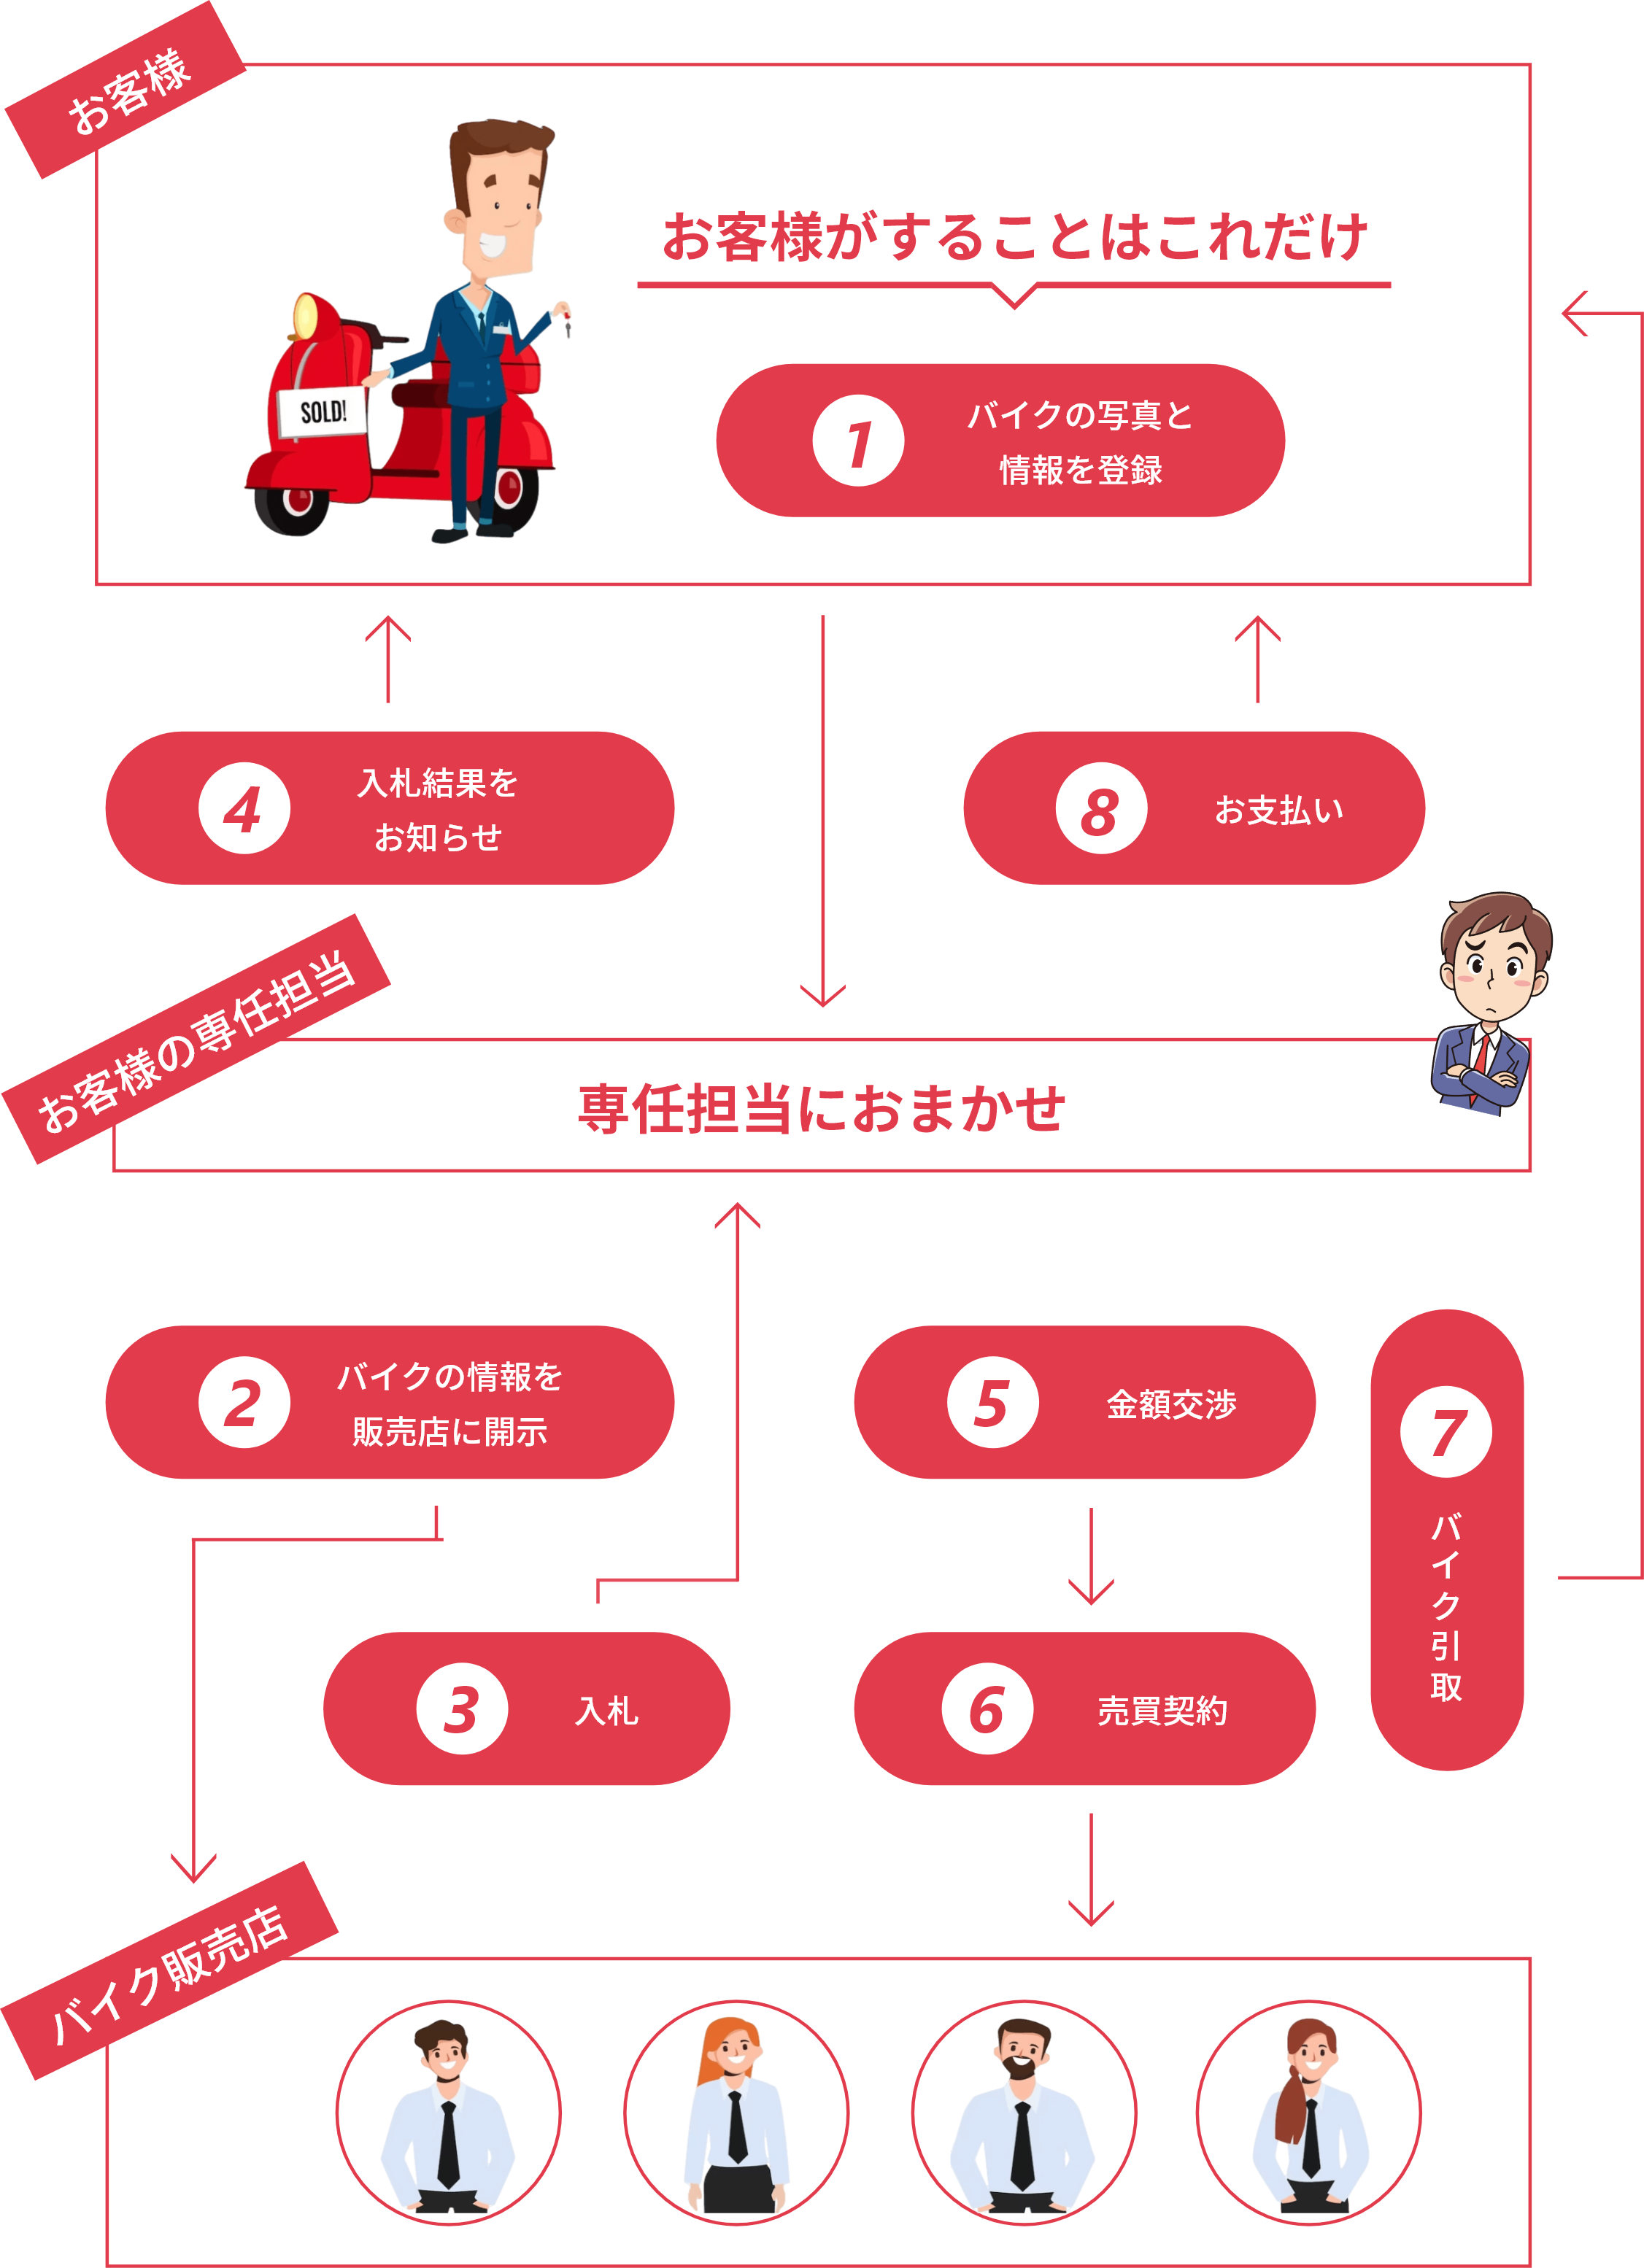 お客様
お客様がすることはこれだけ
SOLD!
1
バイクの写真と
情報を登録
4
入札結果を
お知らせ
8
お支払い
お客様の専任担当
専任担当におまかせ
2
バイクの情報を
販売店に開示
5
金額交渉
7
バイク引取
3
入札
6
売買契約
バイク販売店